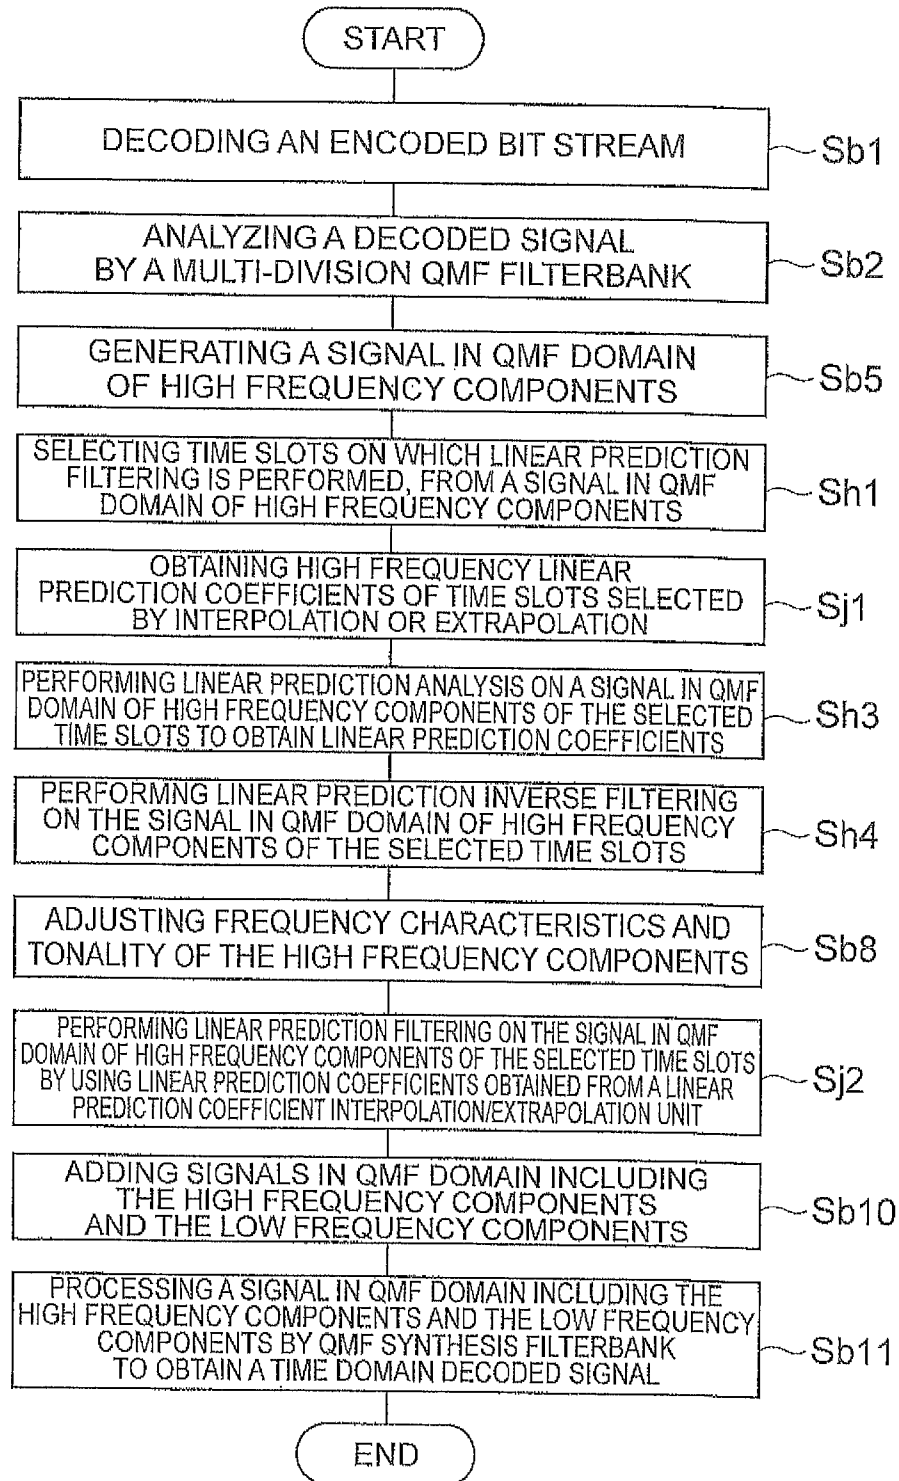 START
DECODING AN ENCODED BIT STREAM
Sb1
ANALYZING A DECODED SIGNAL
BY A MULTI-DIVISION QMF FILTERBANK
Sb2
GENERATING A SIGNAL IN QMF DOMAIN
OF HIGH FREQUENCY COMPONENTS
Sb5
SELECTING TIME SLOTS ON WHICH LINEAR PREDICTION
FILTERING IS PERFORMED, FROM A SIGNAL IN QMF
DOMAIN OF HIGH FREQUENCY COMPONENTS
Sh1
OBTAINING HIGH FREQUENCY LINEAR
PREDICTION COEFFICIENTS OF TIME SLOTS SELECTED
BY INTERPOLATION OR EXTRAPOLATION
Sj1
PERFORMING LINEAR PREDICTION ANALYSIS ON A SIGNAL IN QMF
DOMAIN OF HIGH FREQUENCY COMPONENTS OF THE SELECTED
TIME SLOTS TO OBTAIN LINEAR PREDICTION COEFFICIENTS
Sh3
PERFORMNG LINEAR PREDICTION INVERSE FILTERING
ON THE SIGNAL IN QMF DOMAIN OF HIGH FREQUENCY
COMPONENTS OF THE SELECTED TIME SLOTS
Sh4
ADJUSTING FREQUENCY CHARACTERISTICS AND
TONALITY OF THE HIGH FREQUENCY COMPONENTS
Sb8
PERFORMING LINEAR PREDICTION FILTERING ON THE SIGNAL IN QMF
DOMAIN OF HIGH FREQUENCY COMPONENTS OF THE SELECTED TIME SLOTS
BY USING LINEAR PREDICTION COEFFICIENTS OBTAINED FROM A LINEAR
PREDICTION COEFFICIENT INTERPOLATION/EXTRAPOLATION UNIT
Sj2
ADDING SIGNALS IN QMF DOMAIN INCLUDING
THE HIGH FREQUENCY COMPONENTS
AND THE LOW FREQUENCY COMPONENTS
Sb10
PROCESSING A SIGNAL IN QMF DOMAIN INCLUDING THE
HIGH FREQUENCY COMPONENTS AND THE LOW FREQUENCY
COMPONENTS BY QMF SYNTHESIS FILTERBANK
TO OBTAIN A TIME DOMAIN DECODED SIGNAL
Sb11
END